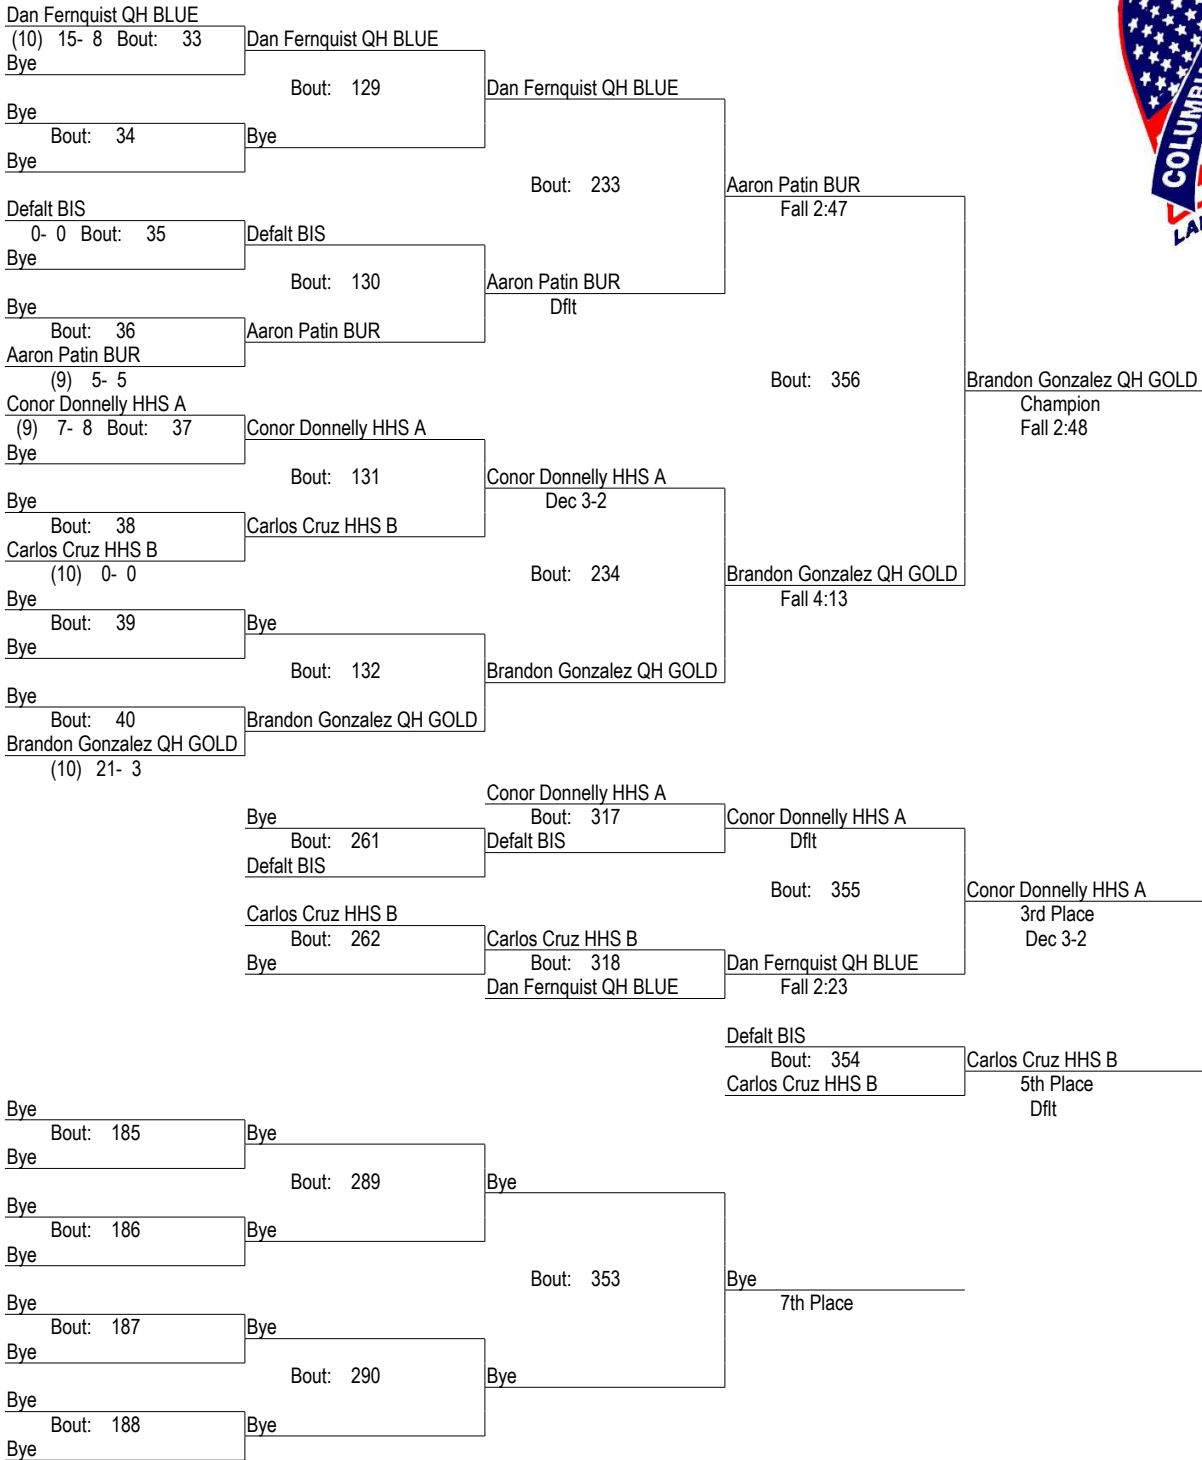 Dan Fernquist QH BLUE
(10) 15- 8 Bout: 33
Dan Fernquist QH BLUE
Bye
Bout: 129
Dan Fernquist QH BLUE
Bye
Bout: 34
Bye
Bye
Bout: 233
Aaron Patin BUR
Fall 2:47
Defalt BIS
0- 0 Bout: 35
Defalt BIS
Bye
Bout: 130
Aaron Patin BUR
Dflt
Bye
Bout: 36
Aaron Patin BUR
Aaron Patin BUR
(9) 5- 5
Bout: 356
Brandon Gonzalez QH GOLD
Champion
Fall 2:48
Conor Donnelly HHS A
(9) 7- 8 Bout: 37
Conor Donnelly HHS A
Bye
Bout: 131
Conor Donnelly HHS A
Dec 3-2
Bye
Bout: 38
Carlos Cruz HHS B
Carlos Cruz HHS B
(10) 0- 0
Bout: 234
Brandon Gonzalez QH GOLD
Fall 4:13
Bye
Bout: 39
Bye
Bye
Bout: 132
Brandon Gonzalez QH GOLD
Bye
Bout: 40
Brandon Gonzalez QH GOLD
Brandon Gonzalez QH GOLD
(10) 21- 3
Conor Donnelly HHS A
Bye
Bout: 317
Conor Donnelly HHS A
Bout: 261
Defalt BIS
Dflt
Defalt BIS
Bout: 355
Conor Donnelly HHS A
3rd Place
Dec 3-2
Carlos Cruz HHS B
Bout: 262
Carlos Cruz HHS B
Bye
Bout: 318
Dan Fernquist QH BLUE
Dan Fernquist QH BLUE
Fall 2:23
Defalt BIS
Bout: 354
Carlos Cruz HHS B
Carlos Cruz HHS B
5th Place
Dflt
Bye
Bout: 185
Bye
Bye
Bout: 289
Bye
Bye
Bout: 186
Bye
Bye
Bout: 353
Bye
7th Place
Bye
Bout: 187
Bye
Bye
Bout: 290
Bye
Bye
Bout: 188
Bye
Bye